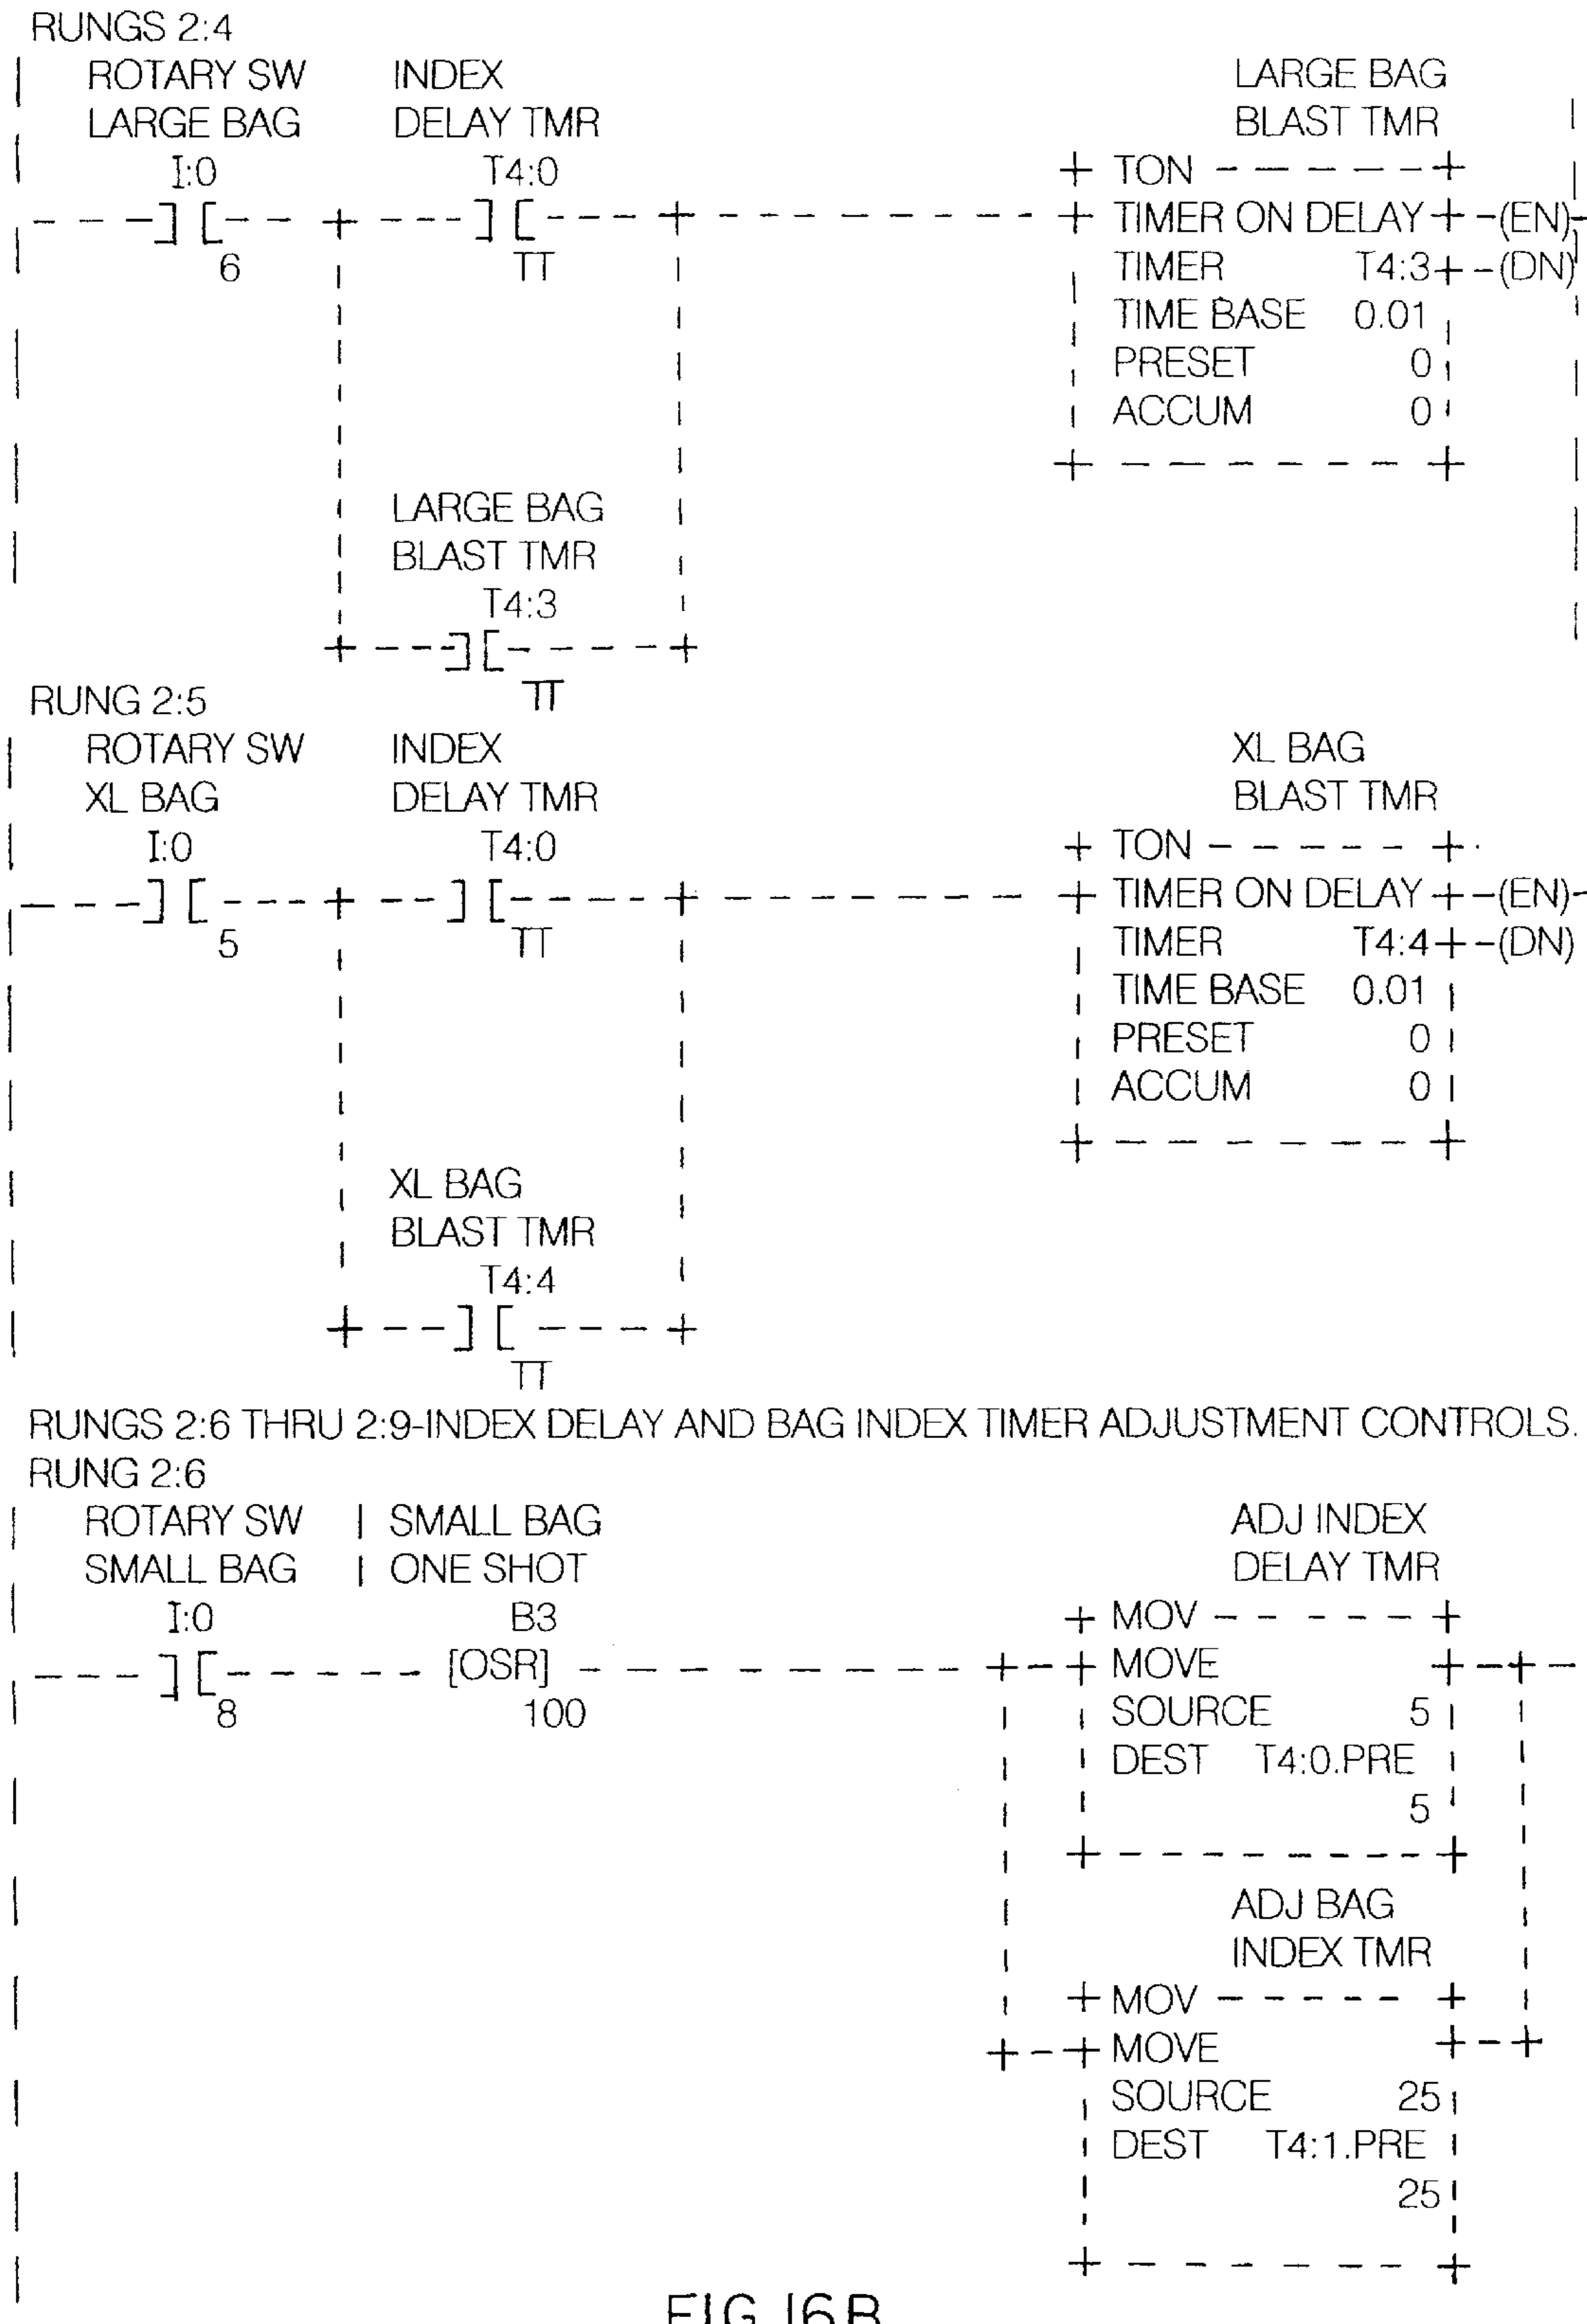 RUNGS 2:4
ROTARY SW INDEX LARGE BAG
LARGE BAG DELAY TMR BLAST TMR
I:0 T4:0 + TON - - - - - +
- - - ] [ - - - + - - - - ] [ - - - - + - - - - - - - - + TIMER ON DELAY + - (EN) -
6 TT TIMER T4:3 + - (DN)
TIME BASE 0.01
PRESET 0
ACCUM 0
+ - - - - - - - +
LARGE BAG
BLAST TMR
T4:3
+ - - - - ] [ - - - - - +
TT
RUNG 2:5
ROTARY SW INDEX XL BAG
XL BAG DELAY TMR BLAST TMR
I:0 T4:0 + TON - - - - - +
- - - - ] [ - - - - + - - - ] [ - - - - - + - - - - - - - - + TIMER ON DELAY + - (EN) -
5 TT TIMER T4:4 + - (DN)
TIME BASE 0.01
PRESET 0
ACCUM 0
+ - - - - - - - +
XL BAG
BLAST TMR
T4:4
+ - - - ] [ - - - - +
TT
RUNGS 2:6 THRU 2:9-INDEX DELAY AND BAG INDEX TIMER ADJUSTMENT CONTROLS.
RUNG 2:6
ROTARY SW | SMALL BAG ADJ INDEX
SMALL BAG | ONE SHOT DELAY TMR
I:0 B3 + MOV - - - - - +
- - - ] [ - - - - - - [OSR] - - - - - - - - - - + - + MOVE + - + -
8 100 SOURCE 5
DEST T4:0.PRE
5
+ - - - - - - - - +
ADJ BAG
INDEX TMR
+ MOV - - - - - +
+ - + MOVE + - - +
SOURCE 25
DEST T4:1.PRE
25
+ - - - - - - - +
FIG. 16B